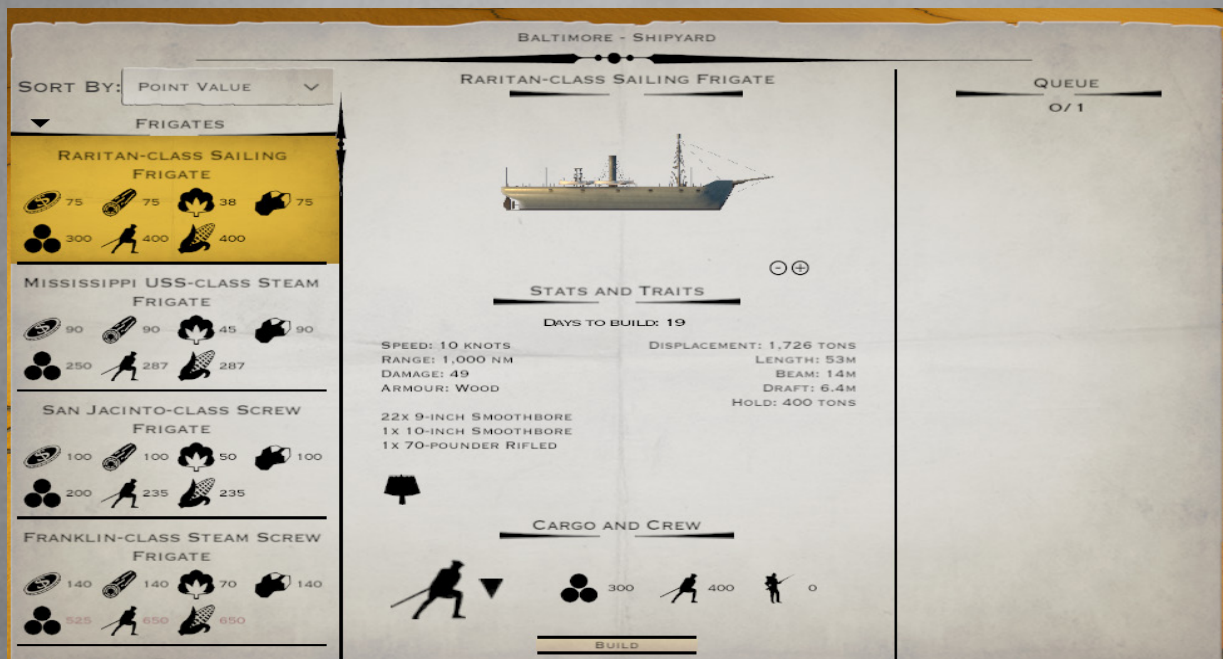 Baltimore - Shipyard
Sort By: Point Value
Frigates
Raritan-class Sailing
Frigate
75 75 38 75
300 400 400
Mississippi USS-class Steam
Frigate
90 90 45 90
250 287 287
San Jacinto-class Screw
Frigate
100 100 50 100
200 235 235
Franklin-class Steam Screw
Frigate
140 140 70 140
525 650 650
Raritan-class Sailing Frigate
Stats and Traits
Days to build: 19
Speed: 10 knots
Range: 1,000 nm
Damage: 49
Armour: Wood
22x 9-inch Smoothbore
1x 10-inch Smoothbore
1x 70-pounder Rifled
Displacement: 1,726 tons
Length: 53m
Beam: 14m
Draft: 6.4m
Hold: 400 tons
Cargo and Crew
300 400 0
Build
Queue
0/1